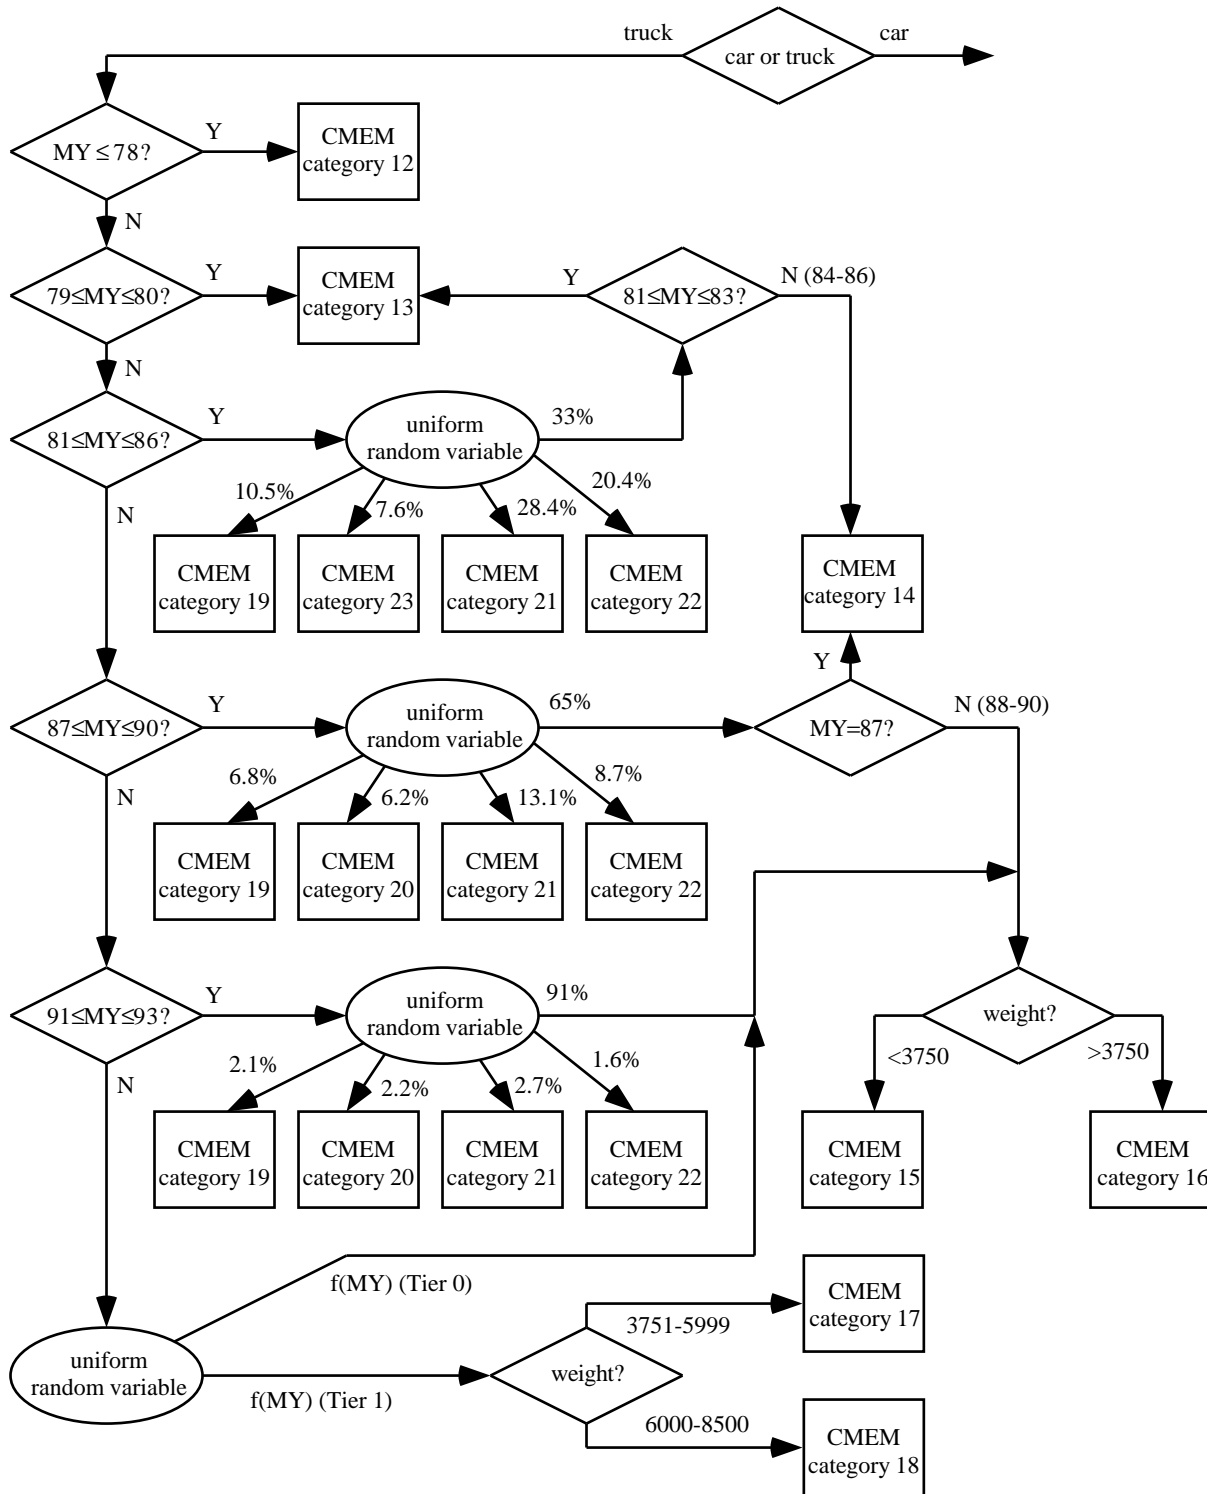 truck
car
car or truck
MY ≤ 78?
Y
CMEM
category 12
N
79≤MY≤80?
Y
CMEM
category 13
Y
81≤MY≤83?
N (84-86)
N
81≤MY≤86?
Y
uniform
random variable
33%
10.5%
7.6%
28.4%
20.4%
N
CMEM
category 19
CMEM
category 23
CMEM
category 21
CMEM
category 22
CMEM
category 14
Y
87≤MY≤90?
Y
uniform
random variable
65%
MY=87?
N (88-90)
6.8%
6.2%
13.1%
8.7%
N
CMEM
category 19
CMEM
category 20
CMEM
category 21
CMEM
category 22
91≤MY≤93?
Y
uniform
random variable
91%
weight?
<3750
>3750
2.1%
2.2%
2.7%
1.6%
N
CMEM
category 19
CMEM
category 20
CMEM
category 21
CMEM
category 22
CMEM
category 15
CMEM
category 16
f(MY) (Tier 0)
CMEM
category 17
3751-5999
uniform
random variable
f(MY) (Tier 1)
weight?
6000-8500
CMEM
category 18